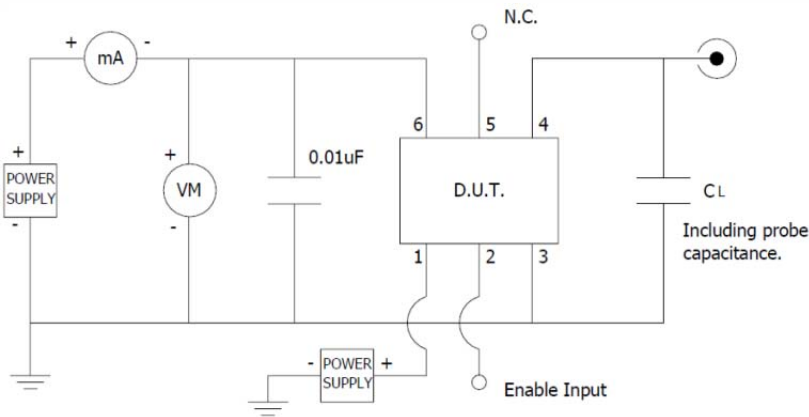 N.C.
+ mA -
6 5 4
0.01uF
+
POWER
SUPPLY
-
+
VM
-
D.U.T.
CL
Including probe
capacitance.
1 2 3
- POWER +
SUPPLY
Enable Input